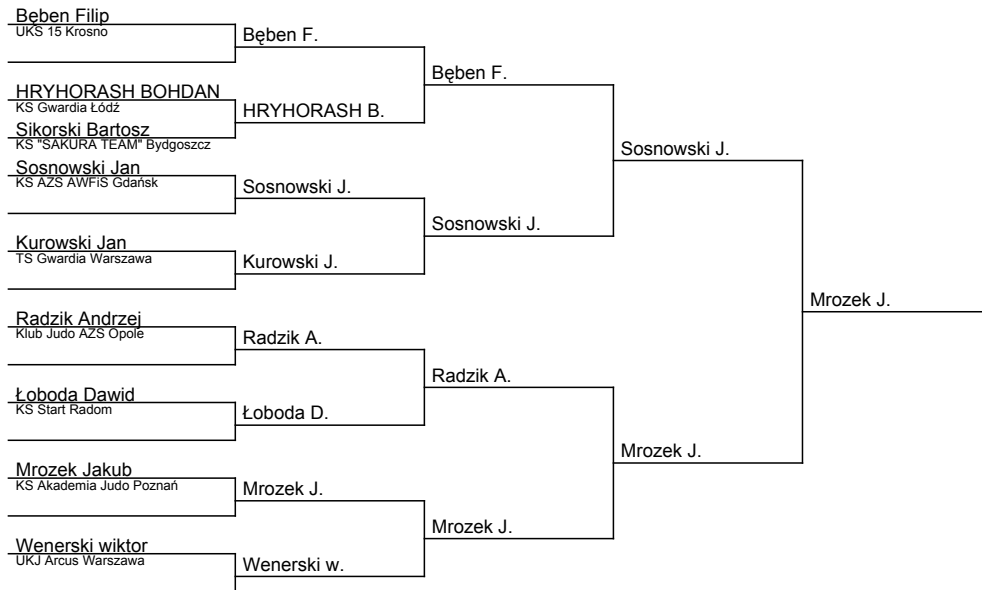 Bęben Filip
UKS 15 Krosno
HRYHORASH BOHDAN
KS Gwardia Łódź
Sikorski Bartosz
KS "SAKURA TEAM" Bydgoszcz
Sosnowski Jan
KS AZS AWFiS Gdańsk
Kurowski Jan
TS Gwardia Warszawa
Radzik Andrzej
Klub Judo AZS Opole
Łoboda Dawid
KS Start Radom
Mrozek Jakub
KS Akademia Judo Poznań
Wenerski wiktor
UKJ Arcus Warszawa
Bęben F.
HRYHORASH B.
Sosnowski J.
Kurowski J.
Radzik A.
Łoboda D.
Mrozek J.
Wenerski w.
Bęben F.
Sosnowski J.
Radzik A.
Mrozek J.
Sosnowski J.
Mrozek J.
Mrozek J.